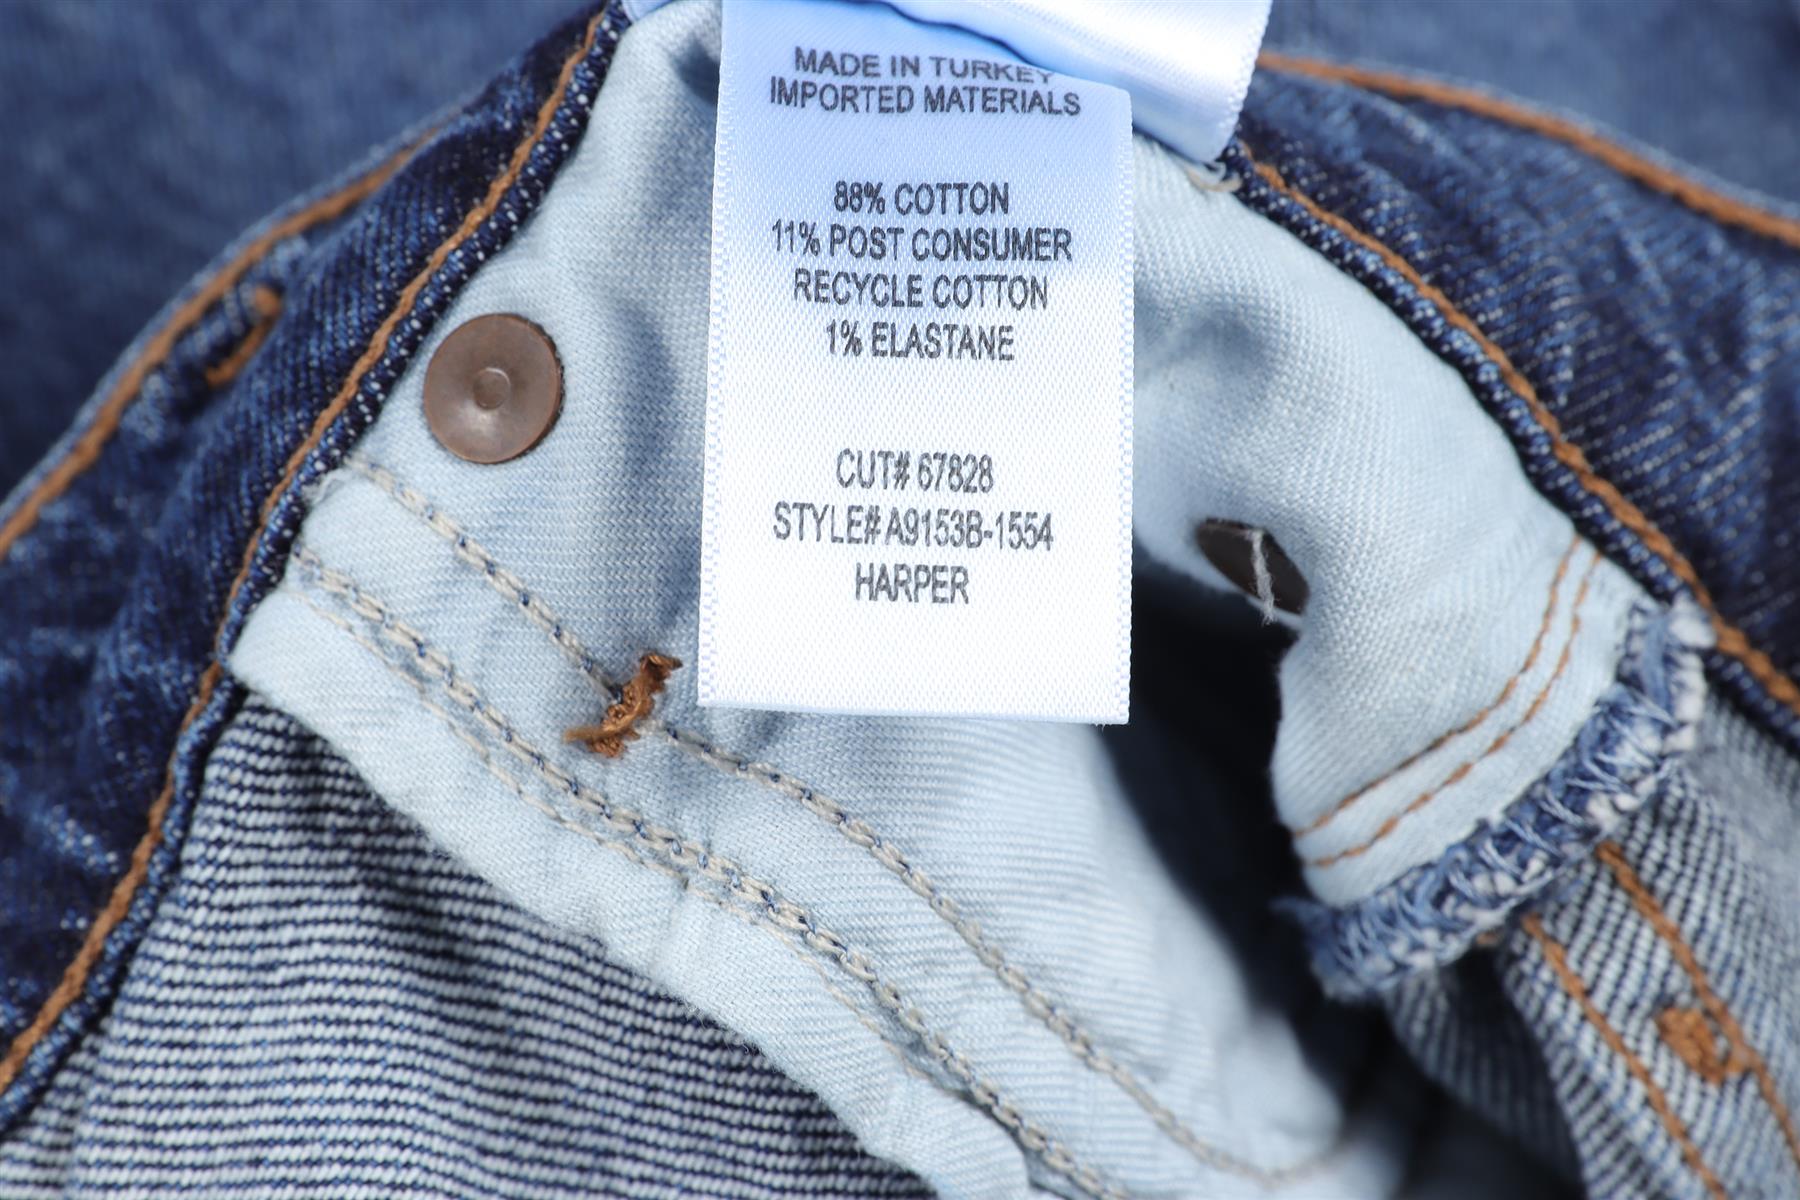 MADE IN TURKEY
IMPORTED MATERIALS
88% COTTON
11% POST CONSUMER
RECYCLE COTTON
1% ELASTANE
CUT# 67828
STYLE# A9153B-1554
HARPER